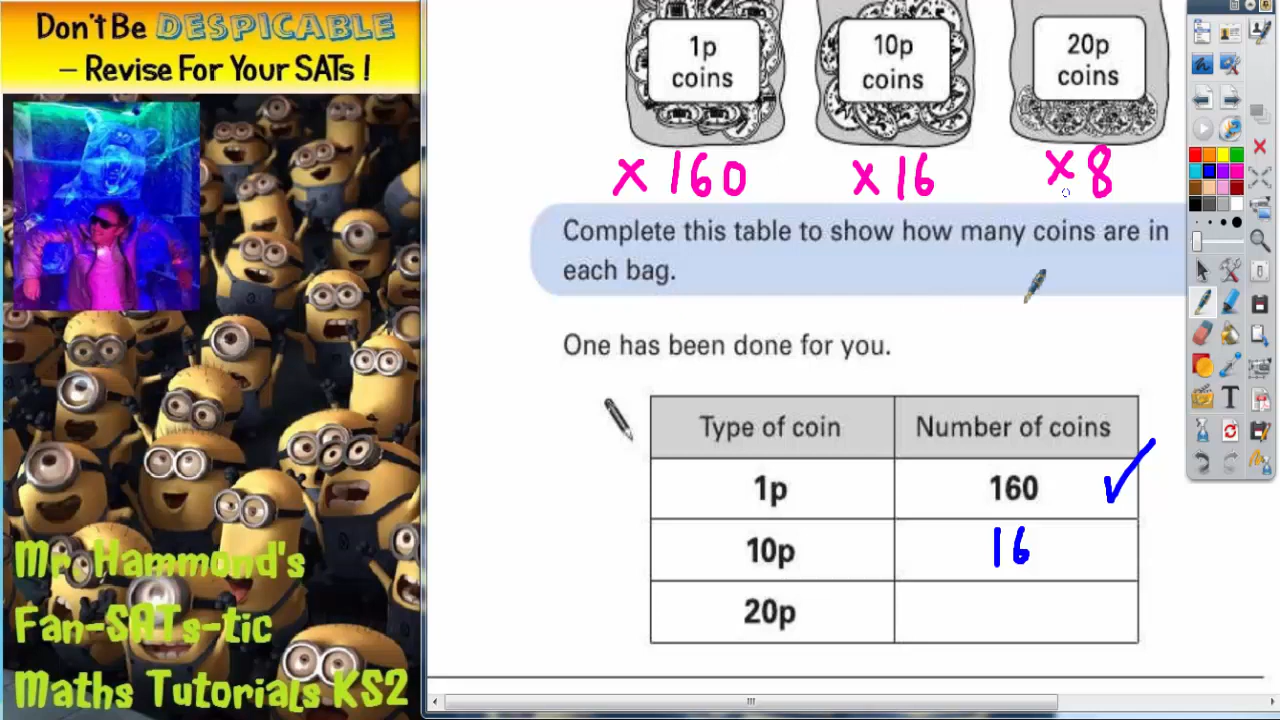 Don't Be DESPICABLE
– Revise For Your SATs !
1p
coins
10p
coins
20p
coins
× 160
× 16
× 8
Complete this table to show how many coins are in
each bag.
One has been done for you.
Type of coin
Number of coins
1p
160
10p
16
20p
Mr Hammond's
Fan-SATs-tic
Maths Tutorials KS2